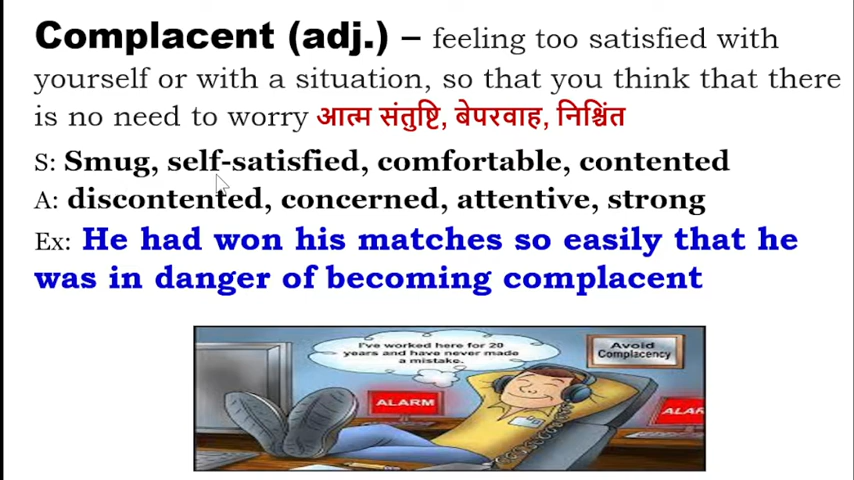 Complacent (adj.) – feeling too satisfied with
yourself or with a situation, so that you think that there
is no need to worry आत्म संतुष्टि, बेपरवाह, निश्चिंत
S: Smug, self-satisfied, comfortable, contented
A: discontented, concerned, attentive, strong
Ex: He had won his matches so easily that he
was in danger of becoming complacent
I've worked here for 20
years and have never made
a mistake.
Avoid
Complacency
ALARM
ALAR